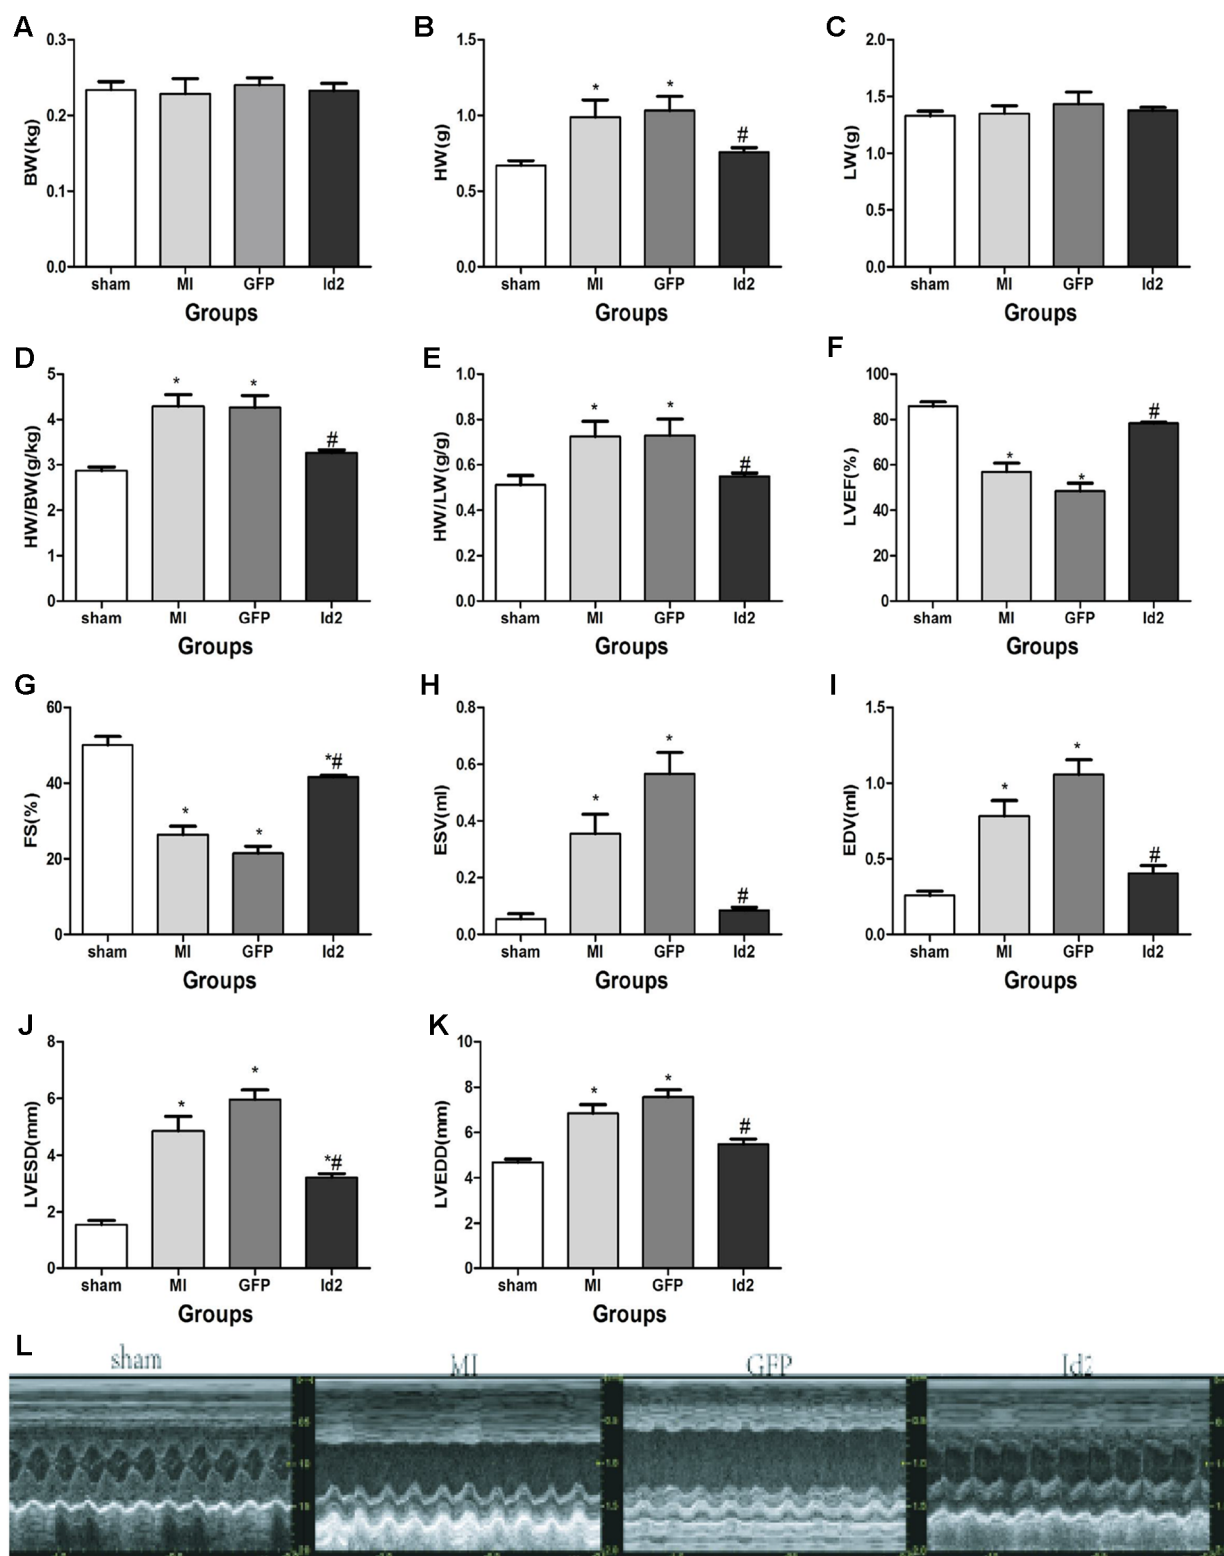 A
BW(kg)
0.3
0.2
0.1
0.0
sham MI GFP Id2
Groups
B
HW(g)
1.5
1.0
0.5
0.0
* * #
sham MI GFP Id2
Groups
C
LW(g)
2.0
1.5
1.0
0.5
0.0
sham MI GFP Id2
Groups
D
HW/BW(g/kg)
5
4
3
2
1
0
* * #
sham MI GFP Id2
Groups
E
HW/LW(g/g)
1.0
0.8
0.6
0.4
0.2
0.0
* * #
sham MI GFP Id2
Groups
F
LVEF(%)
100
80
60
40
20
0
* * #
sham MI GFP Id2
Groups
G
FS(%)
60
40
20
0
* * *#
sham MI GFP Id2
Groups
H
ESV(ml)
0.8
0.6
0.4
0.2
0.0
* * #
sham MI GFP Id2
Groups
I
EDV(ml)
1.5
1.0
0.5
0.0
* * #
sham MI GFP Id2
Groups
J
LVESD(mm)
8
6
4
2
0
* * *#
sham MI GFP Id2
Groups
K
LVEDD(mm)
10
8
6
4
2
0
* * #
sham MI GFP Id2
Groups
L
sham MI GFP Id2